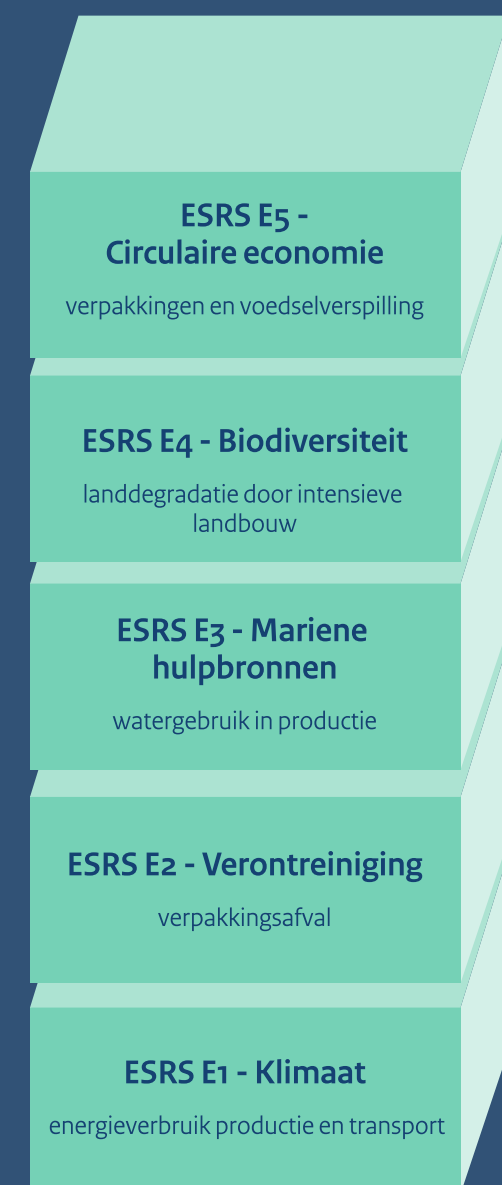 ESRS E5 -
Circulaire economie
verpakkingen en voedselverspilling
ESRS E4 - Biodiversiteit
landdegradatie door intensieve
landbouw
ESRS E3 - Mariene
hulpbronnen
watergebruik in productie
ESRS E2 - Verontreiniging
verpakkingsafval
ESRS E1 - Klimaat
energieverbruik productie en transport